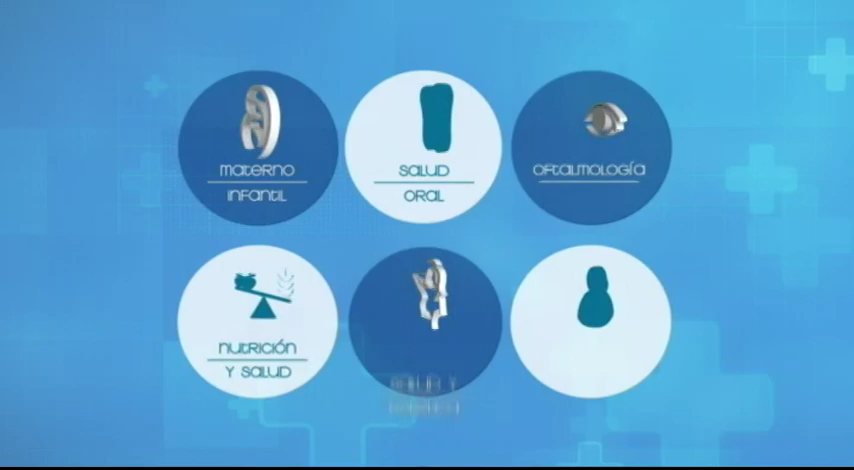 MATERNO
INFANTIL
SALUD
ORAL
OFTALMOLOGÍA
NUTRICIÓN
Y SALUD